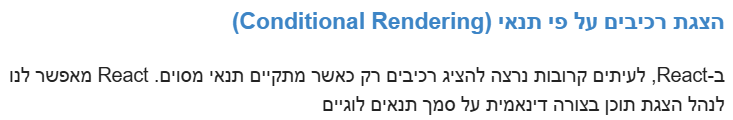 הצגת רכיבים על פי תנאי (Conditional Rendering)
ב-React, לעיתים קרובות נרצה להציג רכיבים רק כאשר מתקיים תנאי מסוים. React מאפשר לנו
לנהל הצגת תוכן בצורה דינאמית על סמך תנאים לוגיים